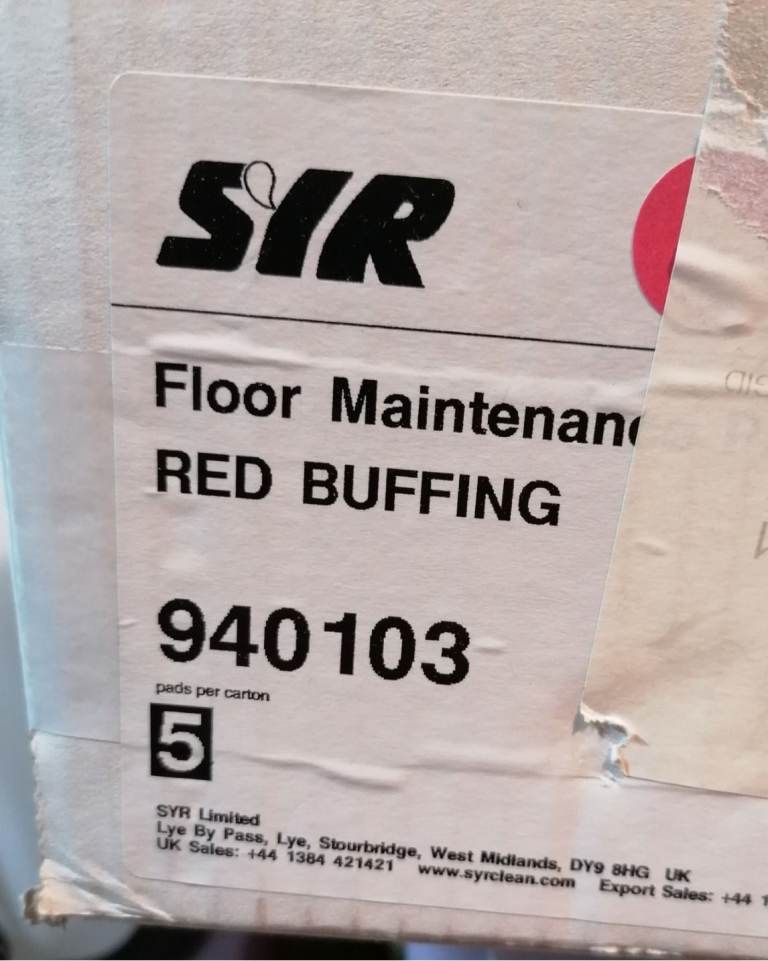 SYR
Floor Maintenanc
RED BUFFING
940103
pads per carton
5
SYR Limited
Lye By Pass, Lye, Stourbridge, West Midlands, DY9 8HG UK
UK Sales: +44 1384 421421 www.syrclean.com Export Sales: +44 1